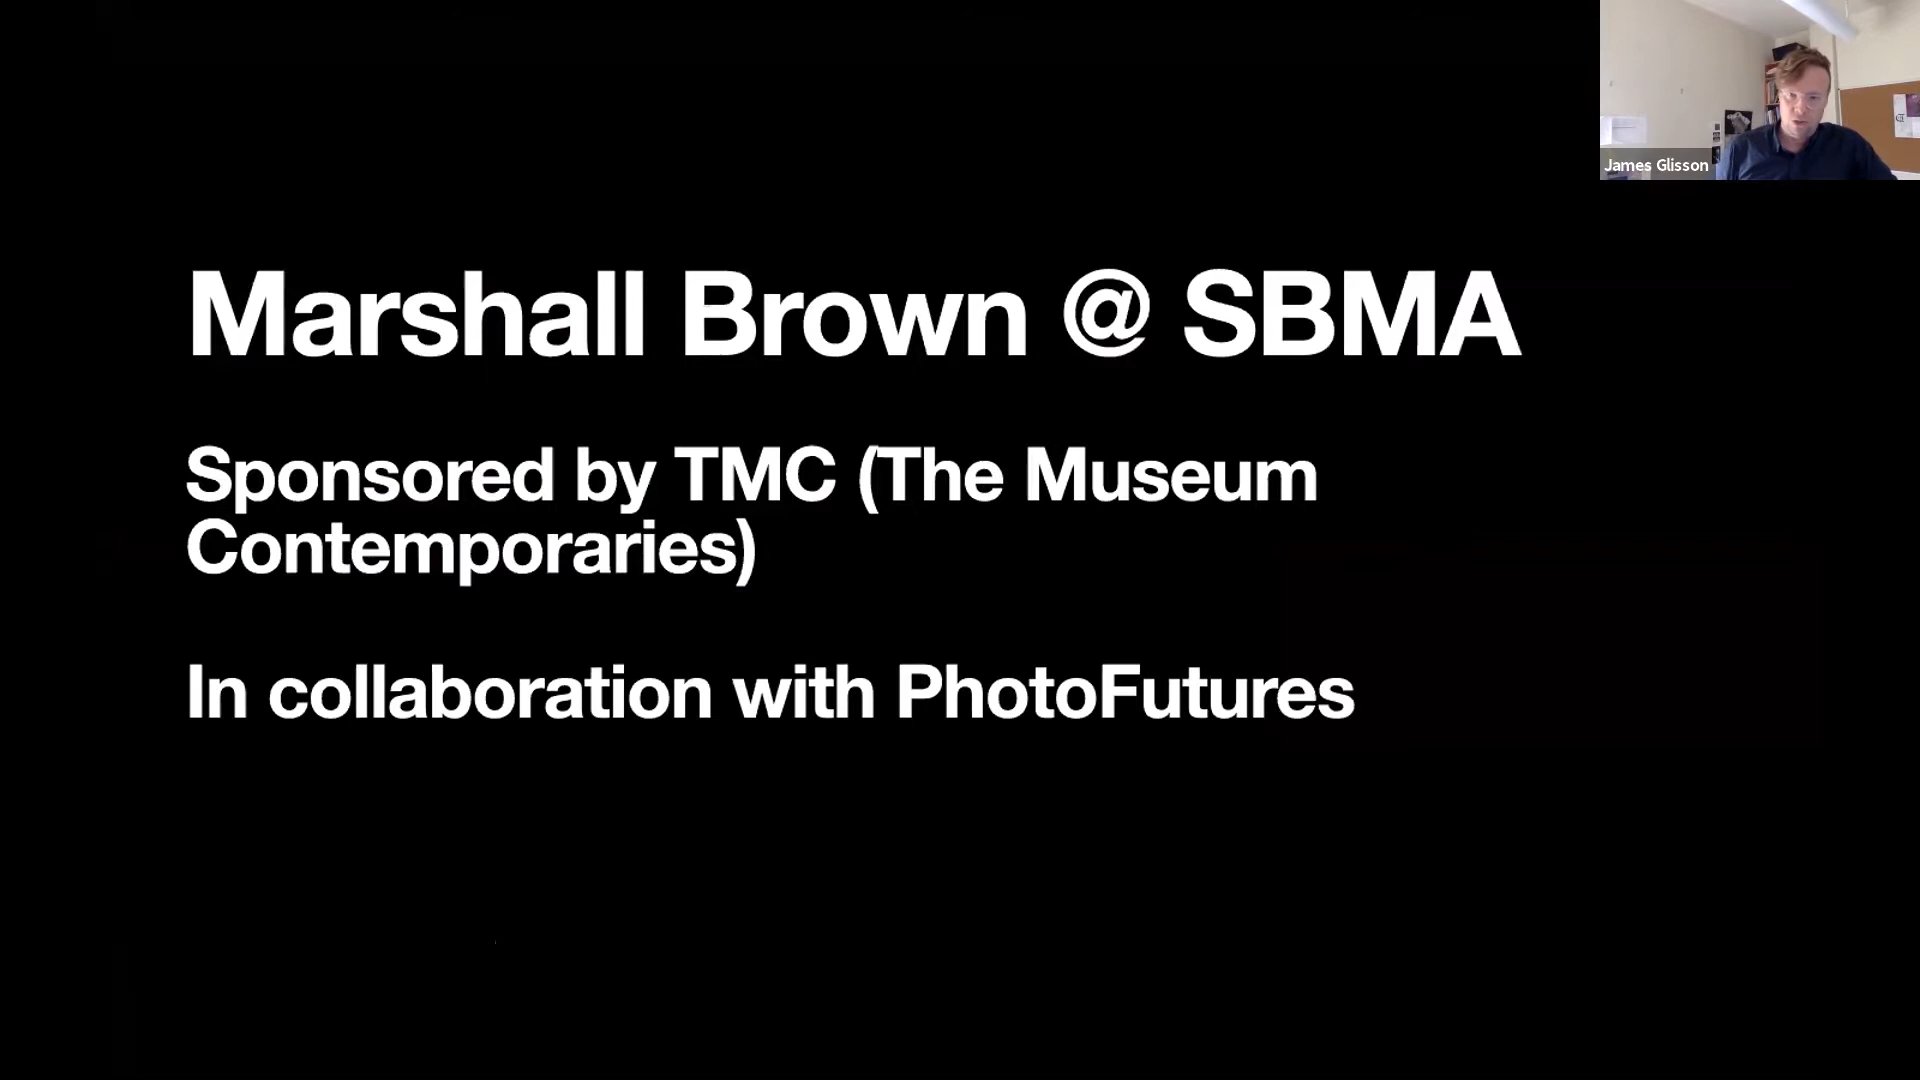 James Glisson
Marshall Brown @ SBMA
Sponsored by TMC (The Museum
Contemporaries)
In collaboration with PhotoFutures